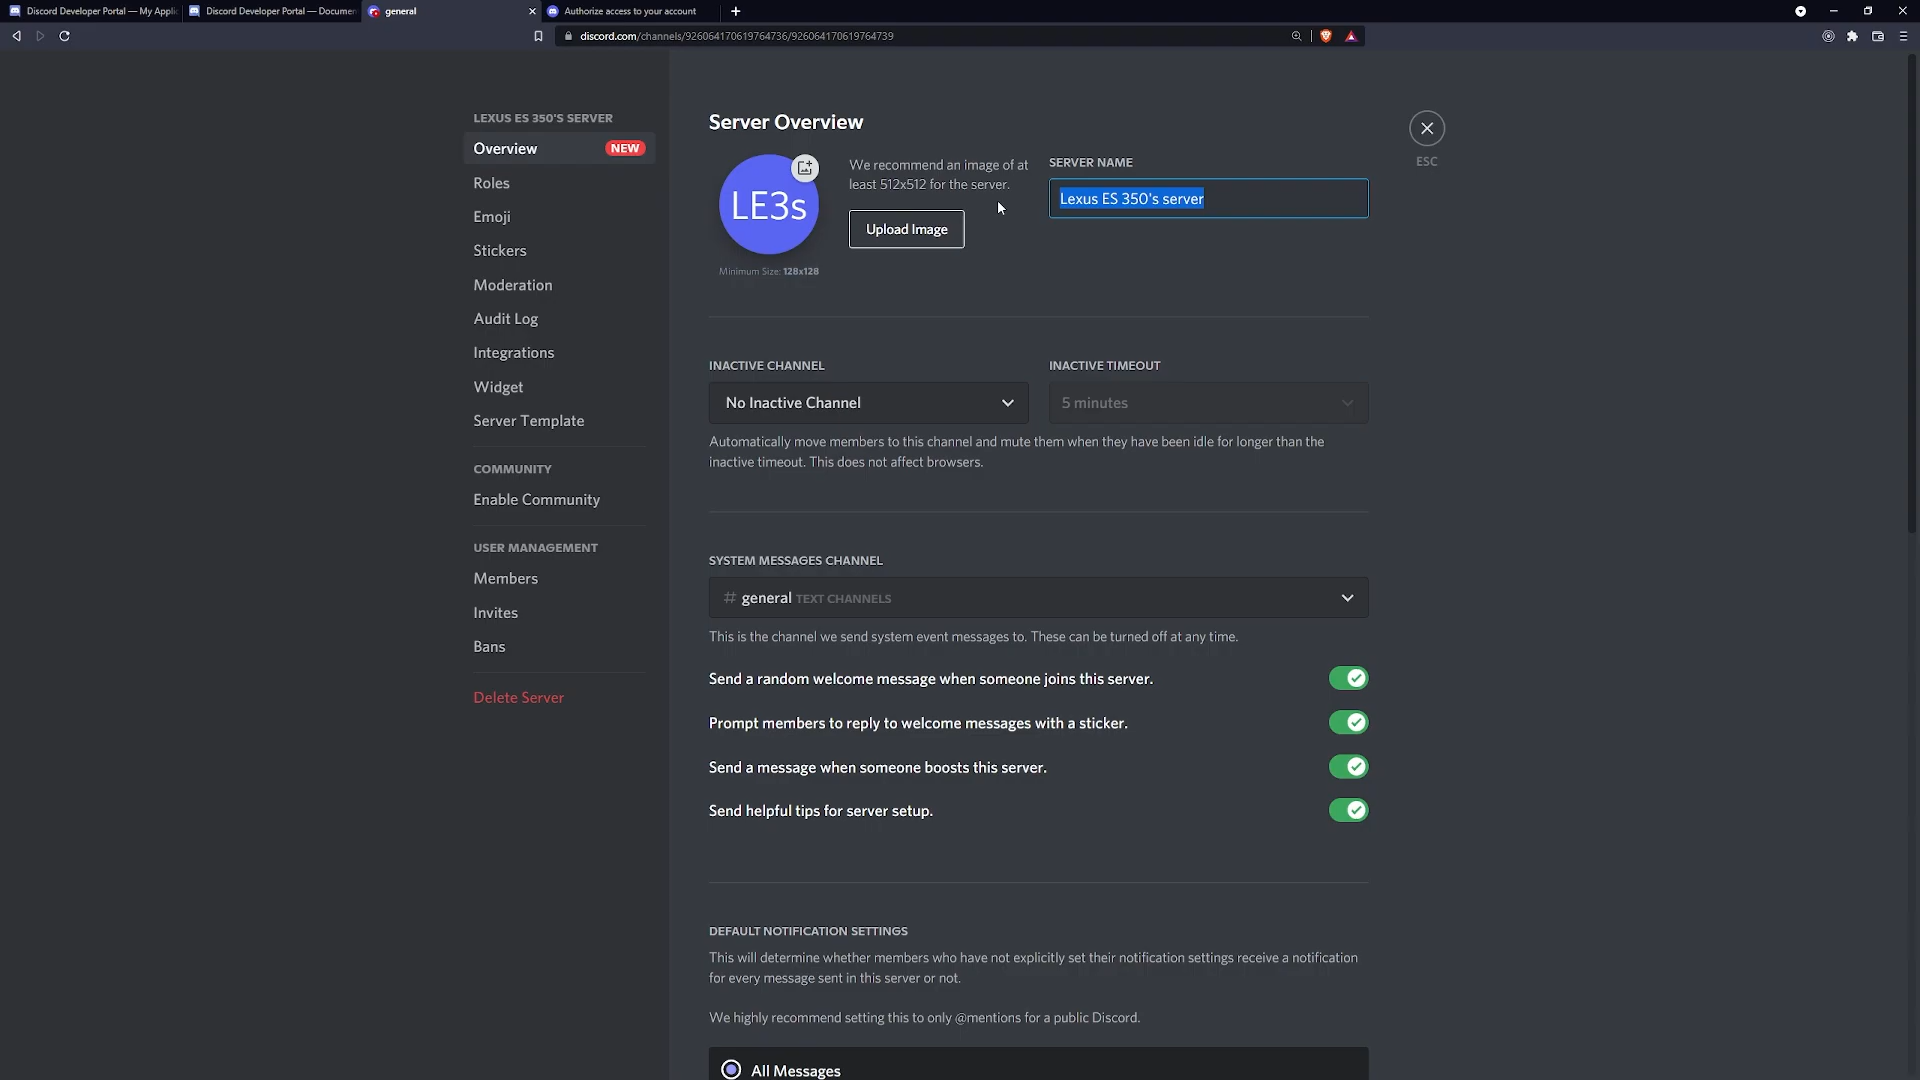 Discord Developer Portal — My Appli
Discord Developer Portal — Documen
general
Authorize access to your account
discord.com/channels/926064170619764736/926064170619764739
LEXUS ES 350'S SERVER
Overview
NEW
Roles
Emoji
Stickers
Moderation
Audit Log
Integrations
Widget
Server Template
COMMUNITY
Enable Community
USER MANAGEMENT
Members
Invites
Bans
Delete Server
Server Overview
LE3s
Minimum Size: 128x128
We recommend an image of at
least 512x512 for the server.
Upload Image
SERVER NAME
Lexus ES 350's server
ESC
INACTIVE CHANNEL
No Inactive Channel
INACTIVE TIMEOUT
5 minutes
Automatically move members to this channel and mute them when they have been idle for longer than the
inactive timeout. This does not affect browsers.
SYSTEM MESSAGES CHANNEL
# general TEXT CHANNELS
This is the channel we send system event messages to. These can be turned off at any time.
Send a random welcome message when someone joins this server.
Prompt members to reply to welcome messages with a sticker.
Send a message when someone boosts this server.
Send helpful tips for server setup.
DEFAULT NOTIFICATION SETTINGS
This will determine whether members who have not explicitly set their notification settings receive a notification
for every message sent in this server or not.
We highly recommend setting this to only @mentions for a public Discord.
All Messages